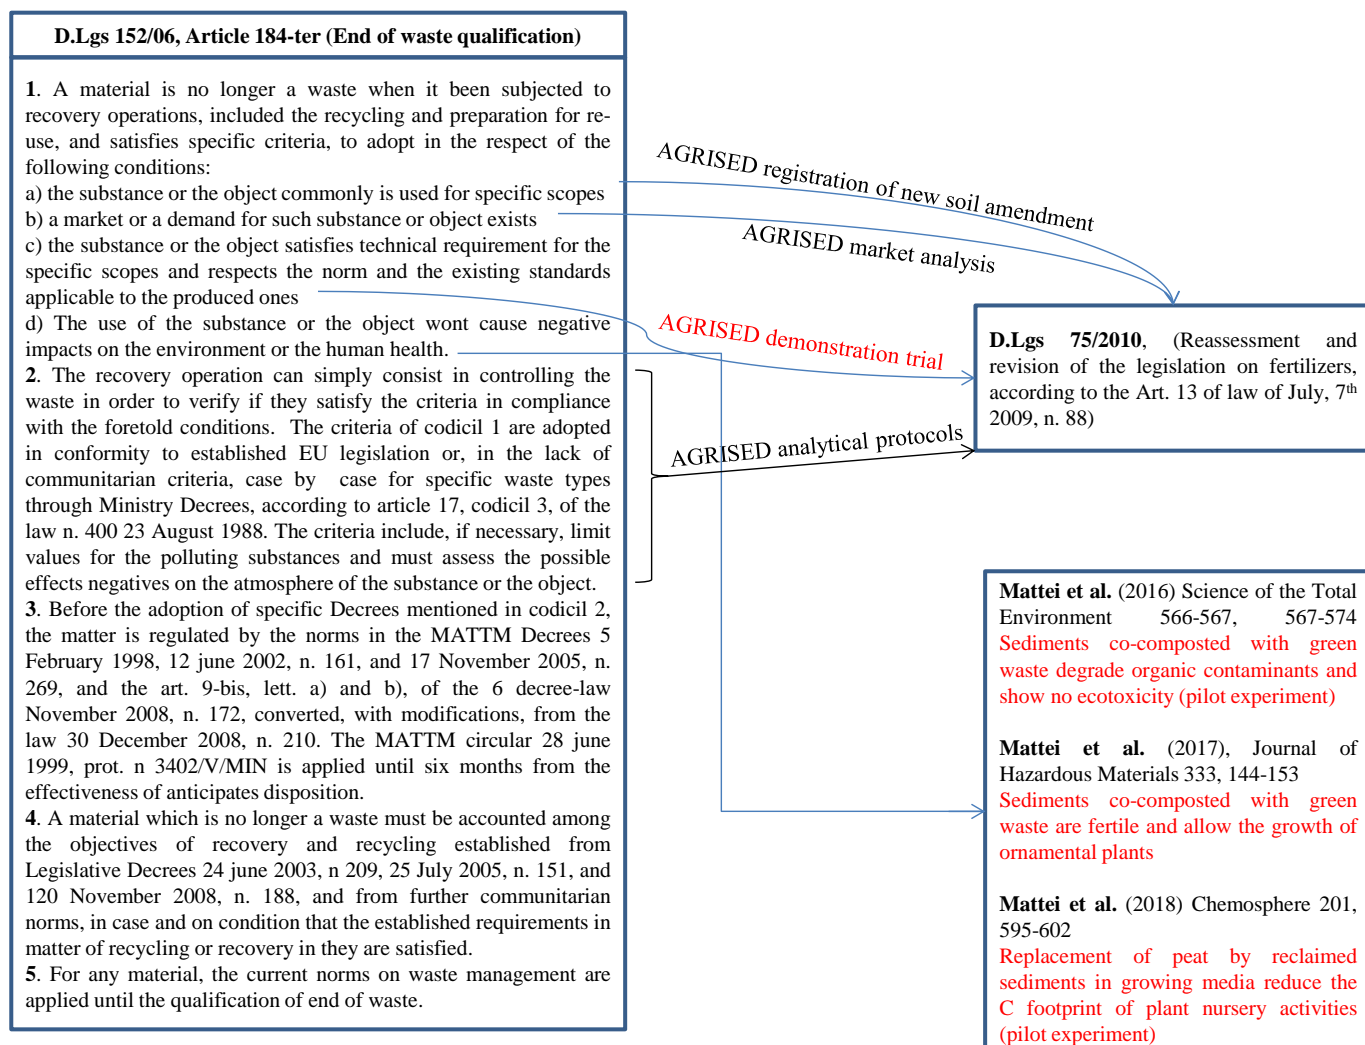 D.Lgs 152/06, Article 184-ter (End of waste qualification)
1. A material is no longer a waste when it been subjected to
recovery operations, included the recycling and preparation for re-
use, and satisfies specific criteria, to adopt in the respect of the
following conditions:
a) the substance or the object commonly is used for specific scopes
b) a market or a demand for such substance or object exists
c) the substance or the object satisfies technical requirement for the
specific scopes and respects the norm and the existing standards
applicable to the produced ones
d) The use of the substance or the object wont cause negative
impacts on the environment or the human health.
2. The recovery operation can simply consist in controlling the
waste in order to verify if they satisfy the criteria in compliance
with the foretold conditions. The criteria of codicil 1 are adopted
in conformity to established EU legislation or, in the lack of
communitarian criteria, case by case for specific waste types
through Ministry Decrees, according to article 17, codicil 3, of the
law n. 400 23 August 1988. The criteria include, if necessary, limit
values for the polluting substances and must assess the possible
effects negatives on the atmosphere of the substance or the object.
3. Before the adoption of specific Decrees mentioned in codicil 2,
the matter is regulated by the norms in the MATTM Decrees 5
February 1998, 12 june 2002, n. 161, and 17 November 2005, n.
269, and the art. 9-bis, lett. a) and b), of the 6 decree-law
November 2008, n. 172, converted, with modifications, from the
law 30 December 2008, n. 210. The MATTM circular 28 june
1999, prot. n 3402/V/MIN is applied until six months from the
effectiveness of anticipates disposition.
4. A material which is no longer a waste must be accounted among
the objectives of recovery and recycling established from
Legislative Decrees 24 june 2003, n 209, 25 July 2005, n. 151, and
120 November 2008, n. 188, and from further communitarian
norms, in case and on condition that the established requirements in
matter of recycling or recovery in they are satisfied.
5. For any material, the current norms on waste management are
applied until the qualification of end of waste.
AGRISED registration of new soil amendment
AGRISED market analysis
AGRISED demonstration trial
AGRISED analytical protocols
D.Lgs 75/2010, (Reassessment and
revision of the legislation on fertilizers,
according to the Art. 13 of law of July, 7th
2009, n. 88)
Mattei et al. (2016) Science of the Total
Environment 566-567, 567-574
Sediments co-composted with green
waste degrade organic contaminants and
show no ecotoxicity (pilot experiment)
Mattei et al. (2017), Journal of
Hazardous Materials 333, 144-153
Sediments co-composted with green
waste are fertile and allow the growth of
ornamental plants
Mattei et al. (2018) Chemosphere 201,
595-602
Replacement of peat by reclaimed
sediments in growing media reduce the
C footprint of plant nursery activities
(pilot experiment)